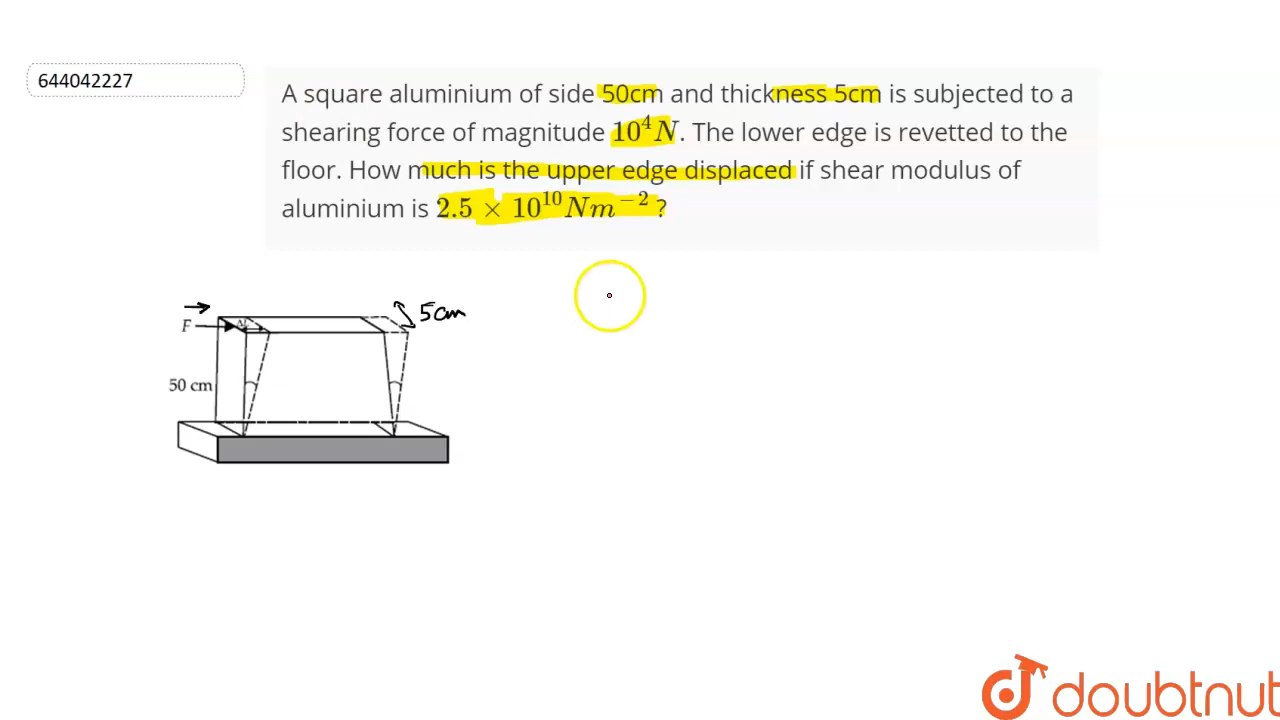 644042227
A square aluminium of side 50cm and thickness 5cm is subjected to a
shearing force of magnitude 10⁴N. The lower edge is revetted to the
floor. How much is the upper edge displaced if shear modulus of
aluminium is 2.5 × 10¹⁰Nm⁻² ?
5cm
F
50 cm
doubtnut